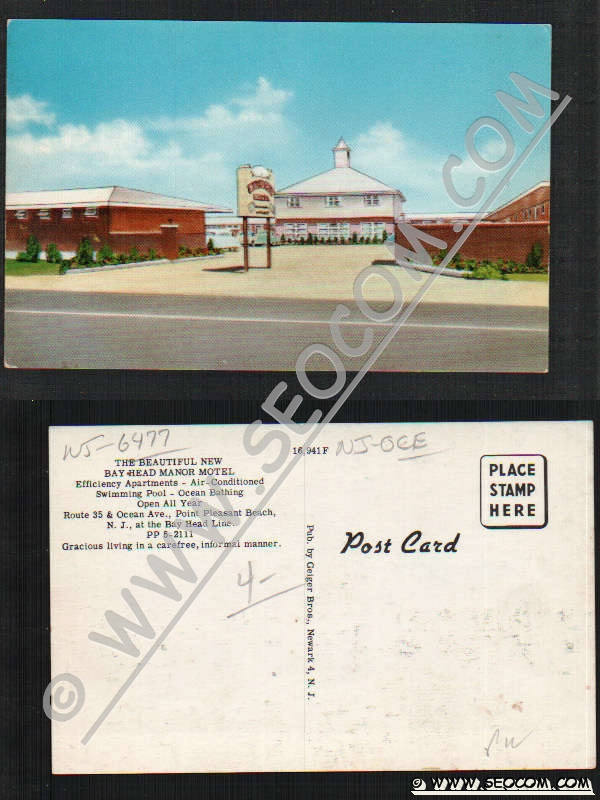 © WWW.SEOCOM.COM
NJ-6477
THE BEAUTIFUL NEW
BAY HEAD MANOR MOTEL
Efficiency Apartments - Air-Conditioned
Swimming Pool - Ocean Bathing
Open All Year
Route 35 & Ocean Ave., Point Pleasant Beach,
N. J., at the Bay Head Line.
PP 5-2111
Gracious living in a carefree, informal manner.
4-
16,941F
Pub. by Geiger Bros., Newark 4, N. J.
NJ-OCE
PLACE
STAMP
HERE
Post Card
© WWW.SEOCOM.COM